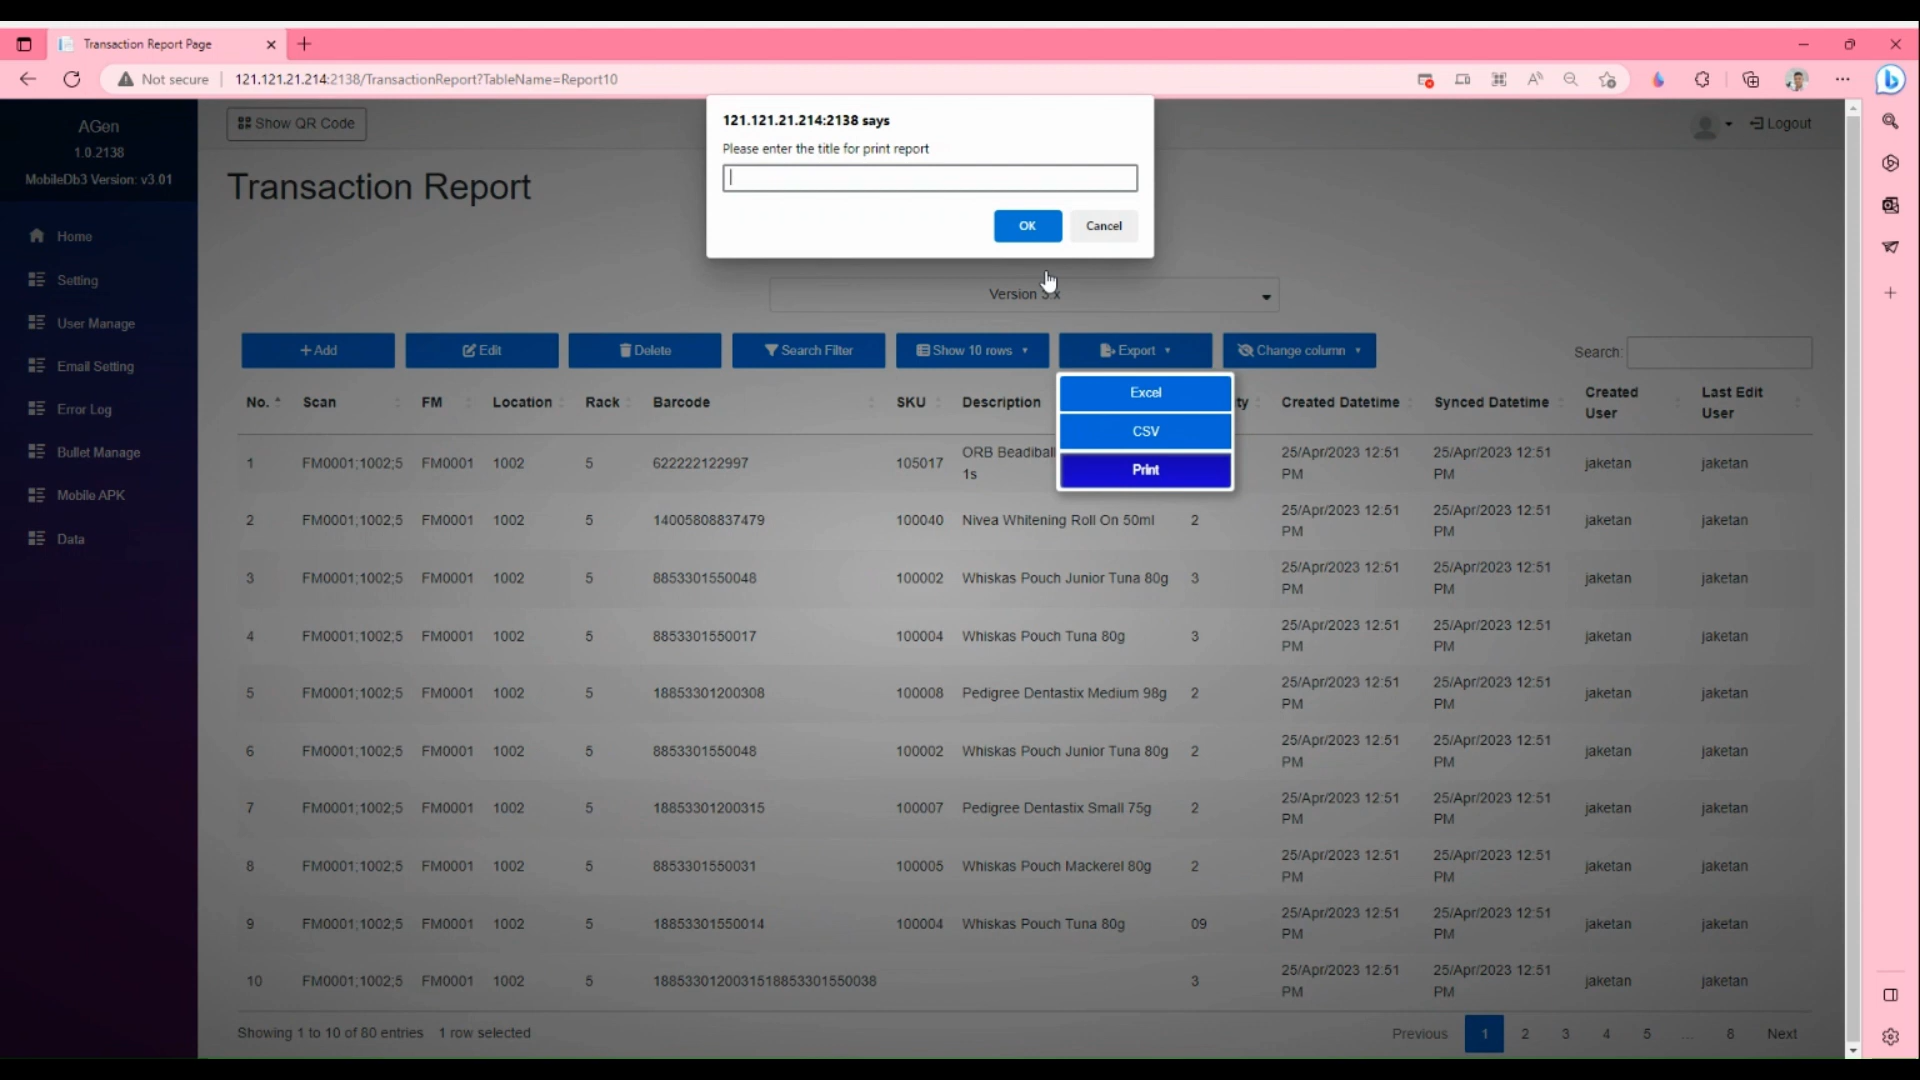 Transaction Report Page
Not secure
121.121.21.214:2138/TransactionReport?TableName=Report10
AGen
1.0.2138
MobileDb3 Version: v3.01
Home
Setting
User Manage
Email Setting
Error Log
Bullet Manage
Mobile APK
Data
Show QR Code
Logout
Transaction Report
121.121.21.214:2138 says
Please enter the title for print report
OK Cancel
Version 3.x
+Add Edit Delete Search Filter Show 10 rows Export Change column Search:
Excel
CSV
Print
No. Scan FM Location Rack Barcode SKU Description ty Created Datetime Synced Datetime Created User Last Edit User
1 FM0001;1002;5 FM0001 1002 5 622222122997 105017 ORB Beadiball 1s 25/Apr/2023 12:51 PM 25/Apr/2023 12:51 PM jaketan jaketan
2 FM0001;1002;5 FM0001 1002 5 14005808837479 100040 Nivea Whitening Roll On 50ml 2 25/Apr/2023 12:51 PM 25/Apr/2023 12:51 PM jaketan jaketan
3 FM0001;1002;5 FM0001 1002 5 8853301550048 100002 Whiskas Pouch Junior Tuna 80g 3 25/Apr/2023 12:51 PM 25/Apr/2023 12:51 PM jaketan jaketan
4 FM0001;1002;5 FM0001 1002 5 8853301550017 100004 Whiskas Pouch Tuna 80g 3 25/Apr/2023 12:51 PM 25/Apr/2023 12:51 PM jaketan jaketan
5 FM0001;1002;5 FM0001 1002 5 18853301200308 100008 Pedigree Dentastix Medium 98g 2 25/Apr/2023 12:51 PM 25/Apr/2023 12:51 PM jaketan jaketan
6 FM0001;1002;5 FM0001 1002 5 8853301550048 100002 Whiskas Pouch Junior Tuna 80g 2 25/Apr/2023 12:51 PM 25/Apr/2023 12:51 PM jaketan jaketan
7 FM0001;1002;5 FM0001 1002 5 18853301200315 100007 Pedigree Dentastix Small 75g 2 25/Apr/2023 12:51 PM 25/Apr/2023 12:51 PM jaketan jaketan
8 FM0001;1002;5 FM0001 1002 5 8853301550031 100005 Whiskas Pouch Mackerel 80g 2 25/Apr/2023 12:51 PM 25/Apr/2023 12:51 PM jaketan jaketan
9 FM0001;1002;5 FM0001 1002 5 18853301550014 100004 Whiskas Pouch Tuna 80g 09 25/Apr/2023 12:51 PM 25/Apr/2023 12:51 PM jaketan jaketan
10 FM0001;1002;5 FM0001 1002 5 1885330120031518853301550038 3 25/Apr/2023 12:51 PM 25/Apr/2023 12:51 PM jaketan jaketan
Showing 1 to 10 of 80 entries 1 row selected
Previous 1 2 3 4 5 ... 8 Next